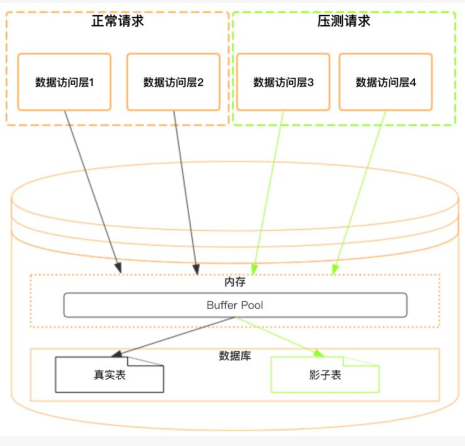 正常请求
压测请求
数据访问层1
数据访问层2
数据访问层3
数据访问层4
内存
Buffer Pool
数据库
真实表
影子表